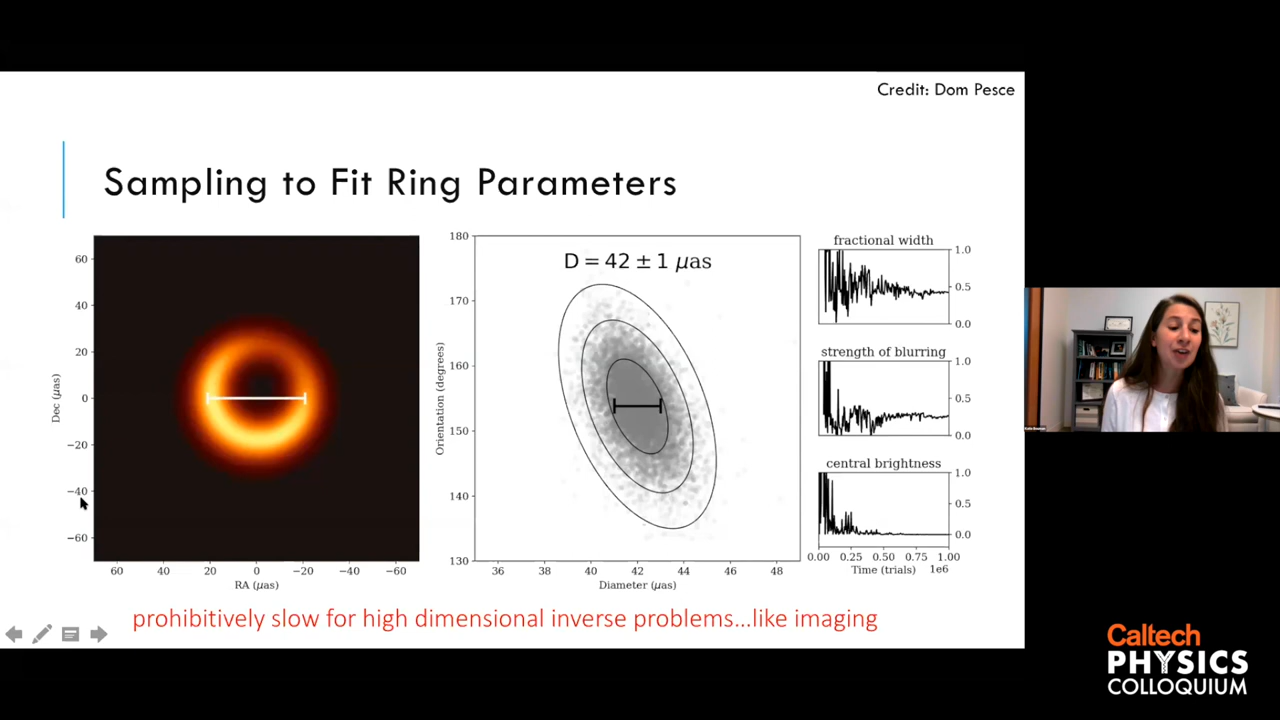 Credit: Dom Pesce
Sampling to Fit Ring Parameters
60
40
20
0
−20
−40
−60
Dec (μas)
60
40
20
0
−20
−40
−60
RA (μas)
D = 42 ± 1 μas
180
170
160
150
140
130
Orientation (degrees)
36
38
40
42
44
46
48
Diameter (μas)
fractional width
1.0
0.5
0.0
strength of blurring
1.0
0.5
0.0
central brightness
1.0
0.5
0.0
0.00 0.25 0.50 0.75 1.00
Time (trials) 1e6
prohibitively slow for high dimensional inverse problems...like imaging
Caltech
PHYSICS
COLLOQUIUM